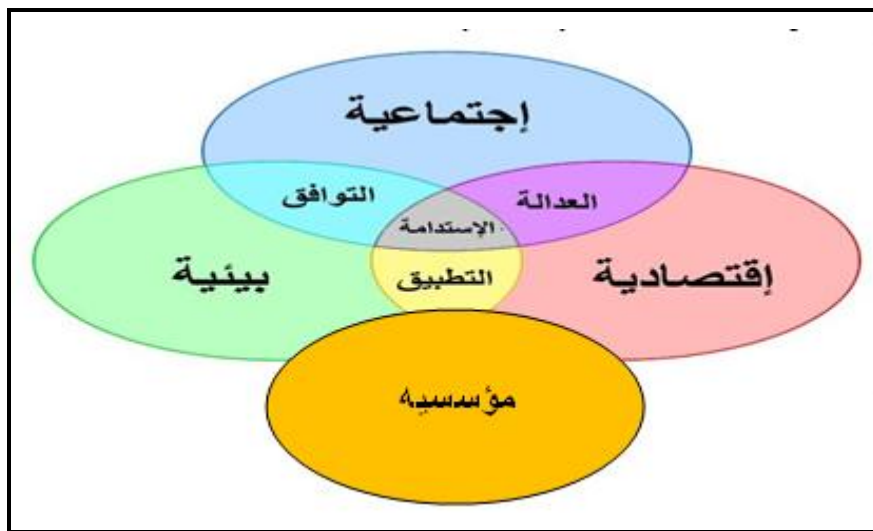 إجتماعية
العدالة
التوافق
الإستدامة
إقتصادية
التطبيق
بيئية
مؤسسيه